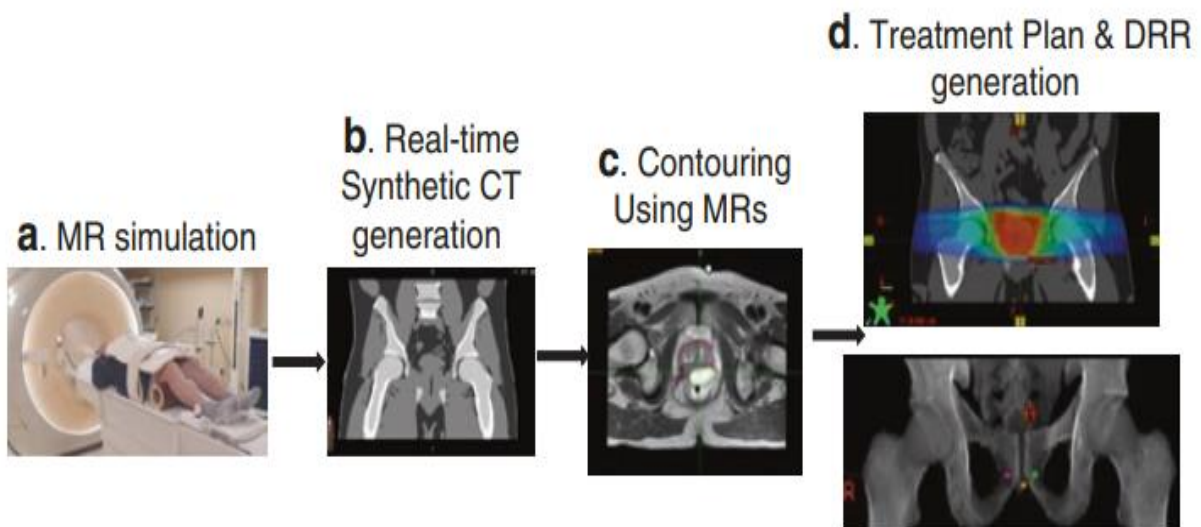 a. MR simulation
b. Real-time
Synthetic CT
generation
c. Contouring
Using MRs
d. Treatment Plan & DRR
generation
R